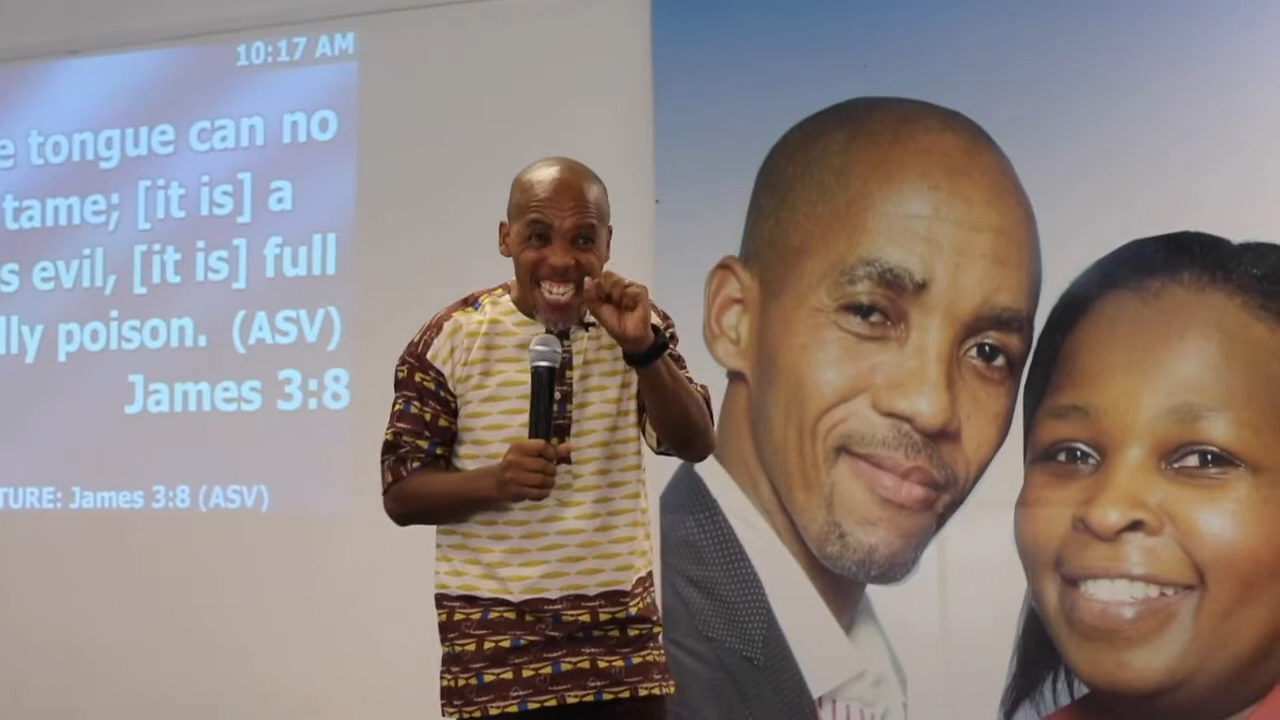 10:17 AM
e tongue can no
tame; [it is] a
s evil, [it is] full
lly poison. (ASV)
James 3:8
TURE: James 3:8 (ASV)